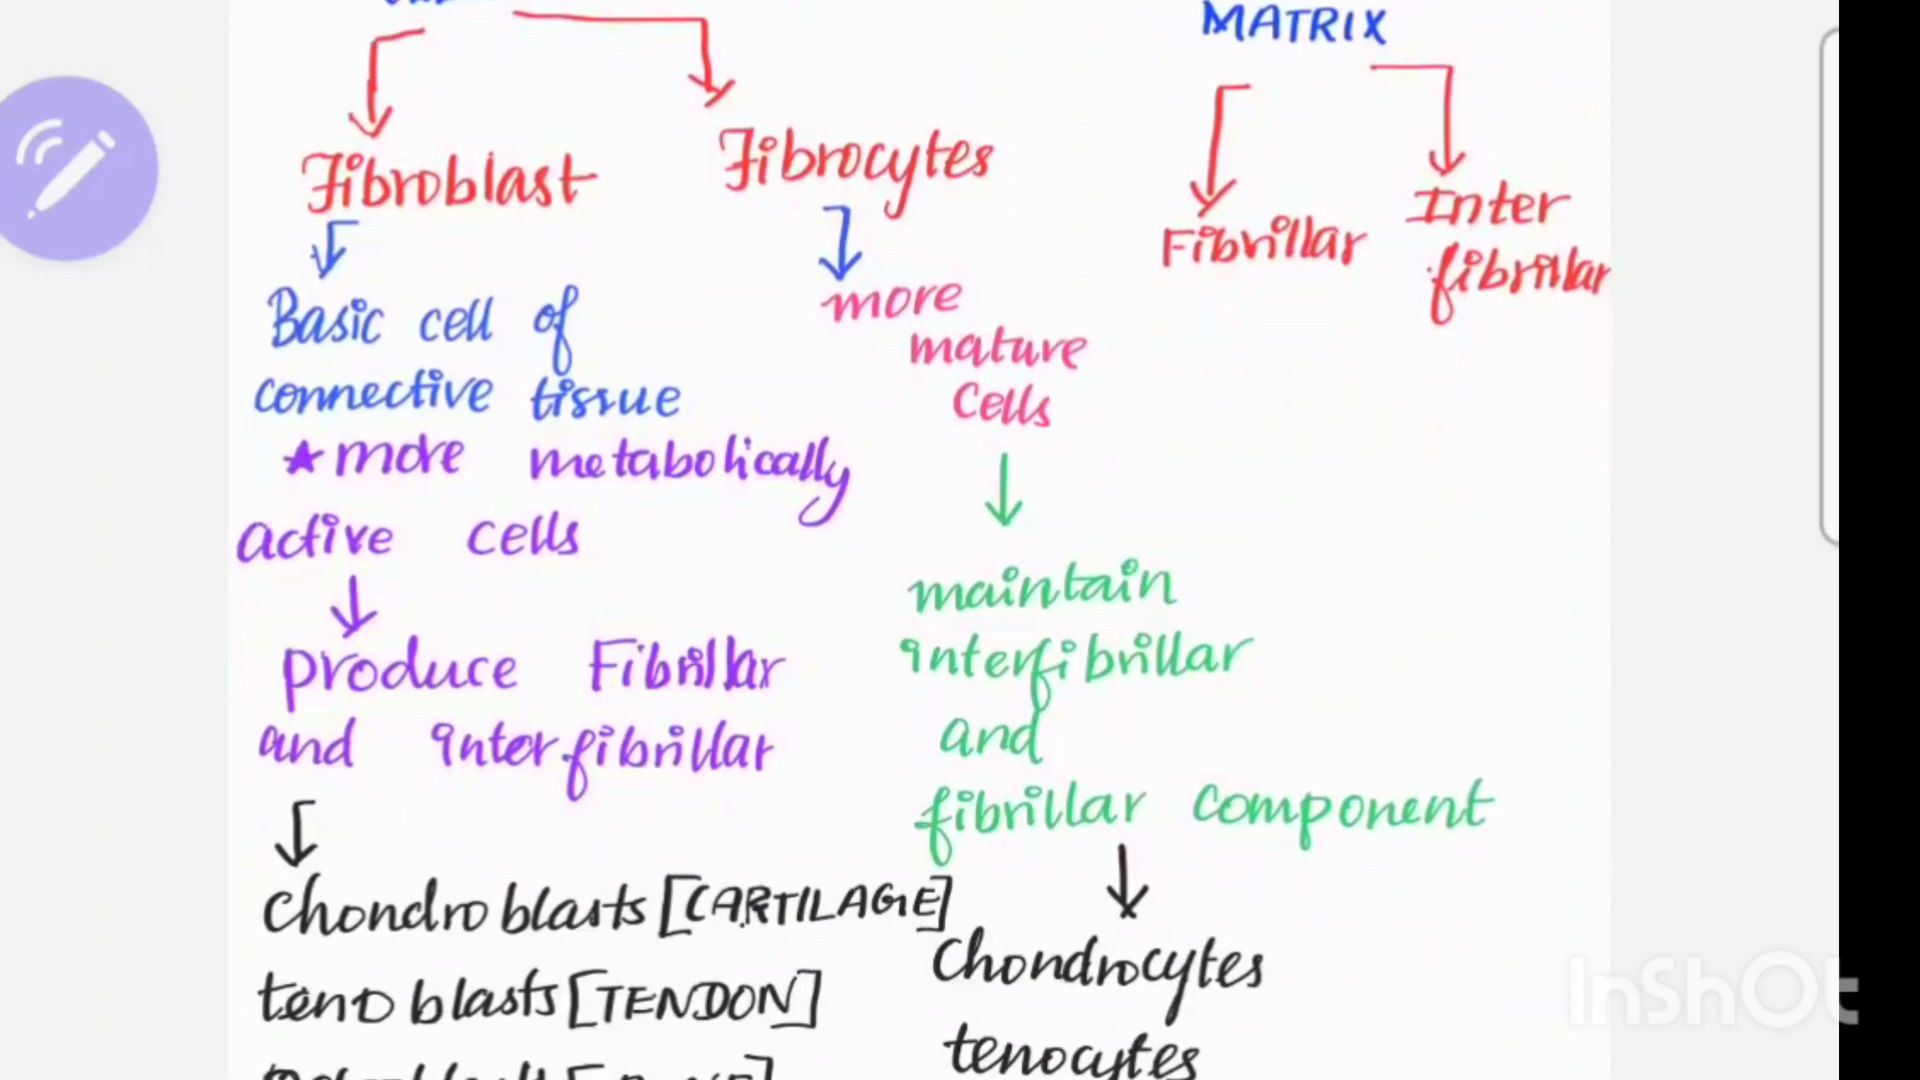 MATRIX
Fibroblast
Fibrocytes
Fibrillar
Inter
fibrillar
Basic cell of
connective tissue
★ more metabolically
active cells
produce Fibrillar
and interfibrillar
Chondroblasts [CARTILAGE]
tenoblasts [TENDON]
more
mature
cells
maintain
interfibrillar
and
fibrillar component
Chondrocytes
tenocytes
InShOt